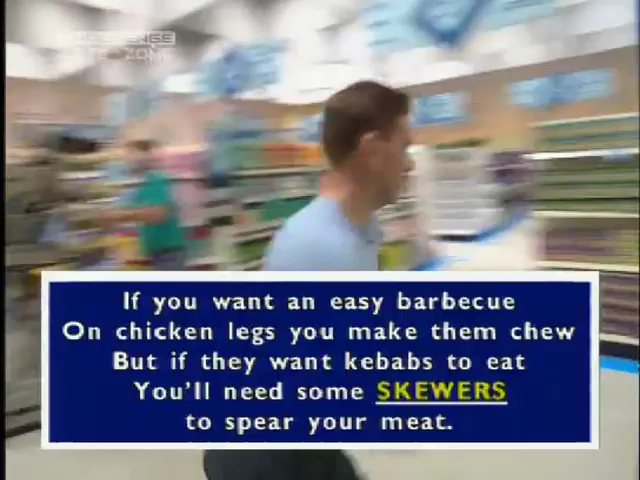 If you want an easy barbecue
On chicken legs you make them chew
But if they want kebabs to eat
You'll need some SKEWERS
to spear your meat.